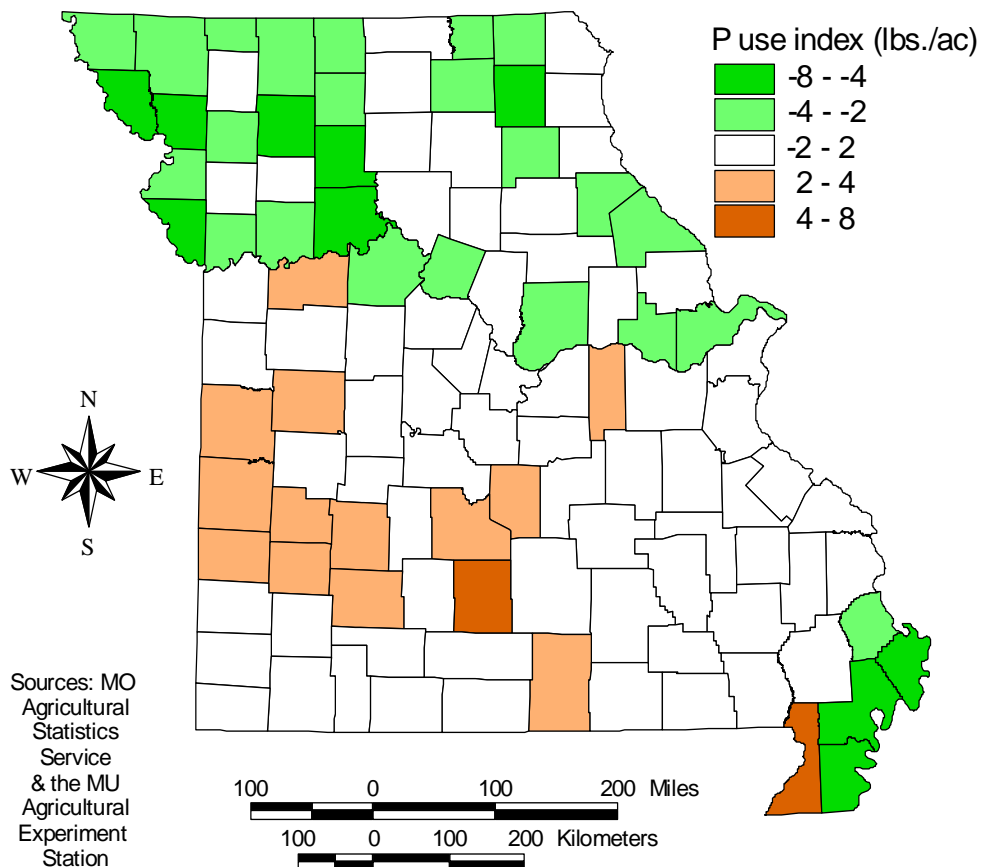 P use index (lbs./ac)
-8 - -4
-4 - -2
-2 - 2
2 - 4
4 - 8
N
W E
S
Sources: MO
Agricultural
Statistics
Service
& the MU
Agricultural
Experiment
Station
100 0 100 200 Miles
100 0 100 200 Kilometers